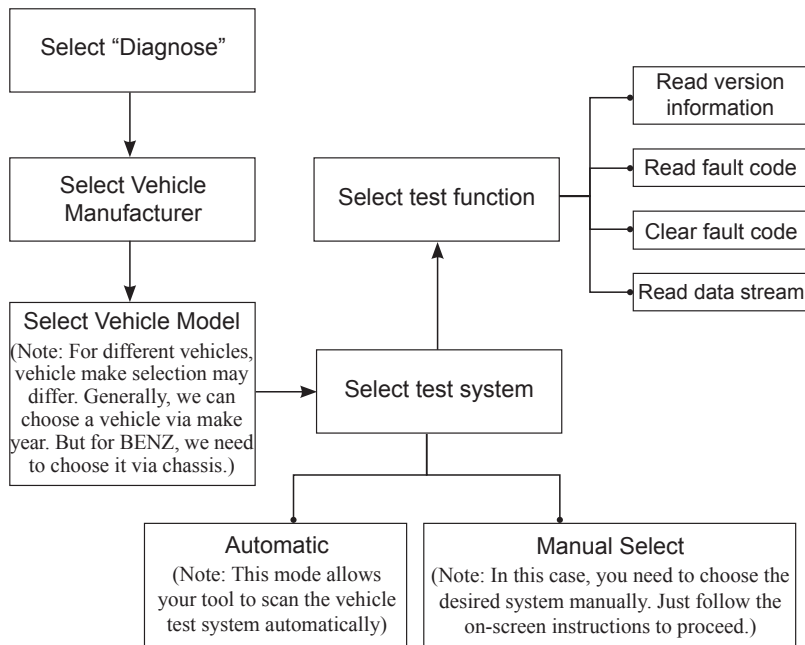 Select “Diagnose”
Select Vehicle
Manufacturer
Select Vehicle Model
(Note: For different vehicles,
vehicle make selection may
differ. Generally, we can
choose a vehicle via make
year. But for BENZ, we need
to choose it via chassis.)
Select test system
Automatic
(Note: This mode allows
your tool to scan the vehicle
test system automatically)
Manual Select
(Note: In this case, you need to choose the
desired system manually. Just follow the
on-screen instructions to proceed.)
Select test function
Read version
information
Read fault code
Clear fault code
Read data stream